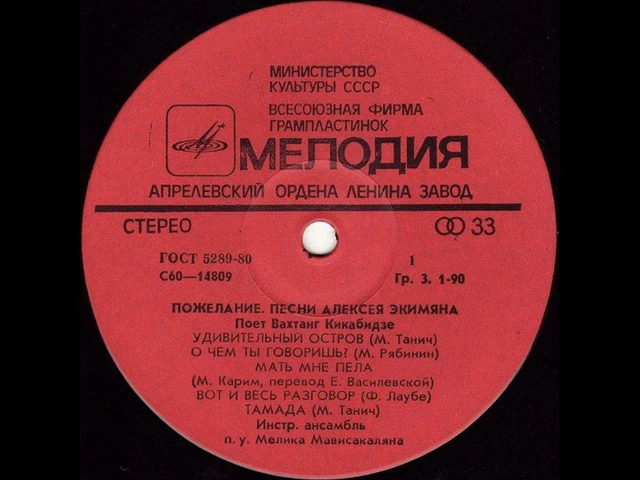 МИНИСТЕРСТВО
КУЛЬТУРЫ СССР
ВСЕСОЮЗНАЯ ФИРМА
ГРАМПЛАСТИНОК
МЕЛОДИЯ
АПРЕЛЕВСКИЙ ОРДЕНА ЛЕНИНА ЗАВОД
СТЕРЕО 33
ГОСТ 5289-80 1
С60—14809 Гр. 3. 1-90
ПОЖЕЛАНИЕ. ПЕСНИ АЛЕКСЕЯ ЭКИМЯНА
Поет Вахтанг Кикабидзе
УДИВИТЕЛЬНЫЙ ОСТРОВ (М. Танич)
О ЧЕМ ТЫ ГОВОРИШЬ? (М. Рябинин)
МАТЬ МНЕ ПЕЛА
(М. Карим, перевод Е. Василевской)
ВОТ И ВЕСЬ РАЗГОВОР (Ф. Лаубе)
ТАМАДА (М. Танич)
Инстр. ансамбль
п. у. Мелика Мависакаляна